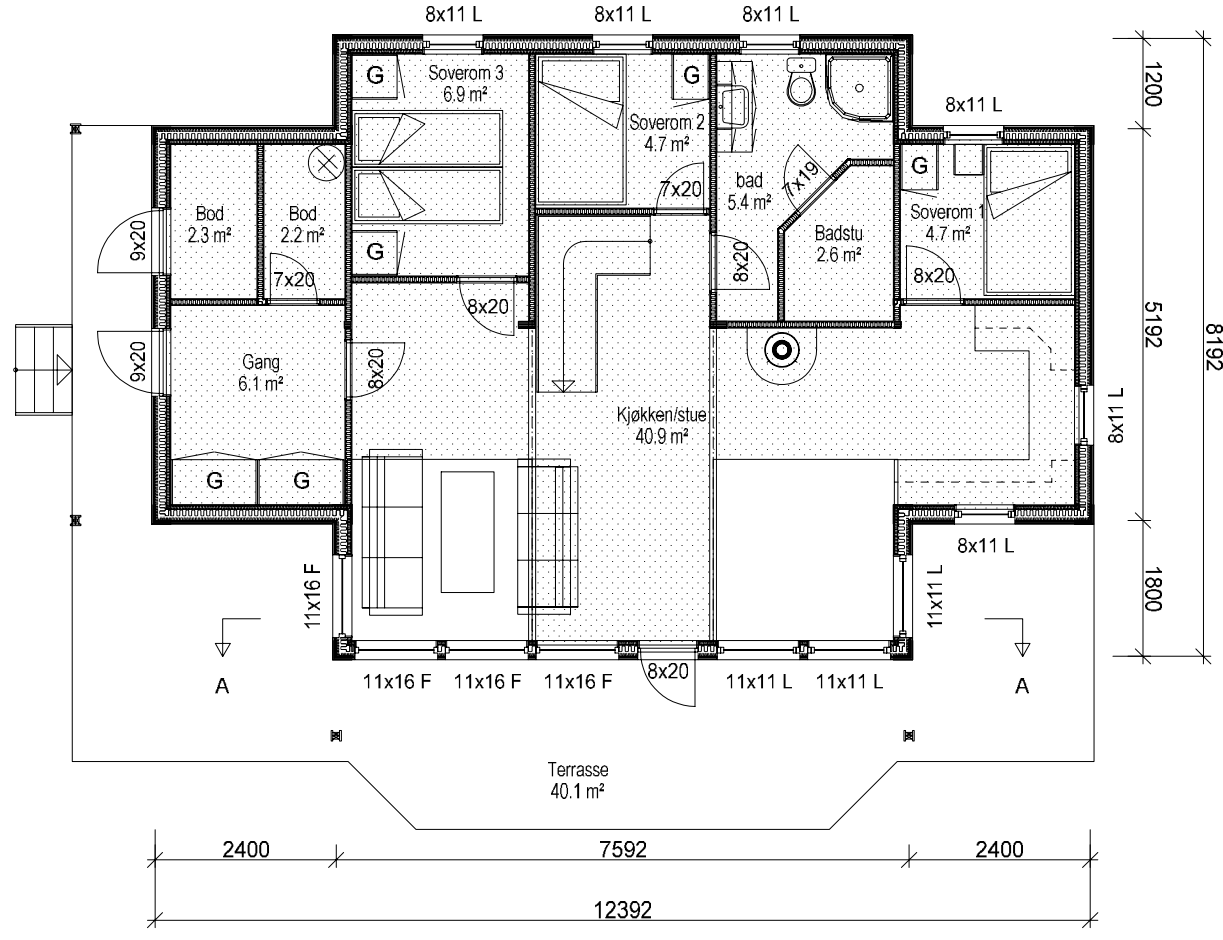 8x11 L
8x11 L
8x11 L
1200
8x11 L
G
Soverom 3
6.9 m²
G
Soverom 2
4.7 m²
7x20
7x19
bad
5.4 m²
G
Soverom 1
4.7 m²
8x20
Bod
2.3 m²
Bod
2.2 m²
7x20
9x20
G
8x20
Badstu
2.6 m²
8x20
5192
8192
9x20
Gang
6.1 m²
8x20
Kjøkken/stue
40.9 m²
8x11 L
G
G
8x11 L
11x16 F
11x11 L
1800
A
11x16 F
11x16 F
11x16 F
8x20
11x11 L
11x11 L
A
Terrasse
40.1 m²
2400
7592
2400
12392